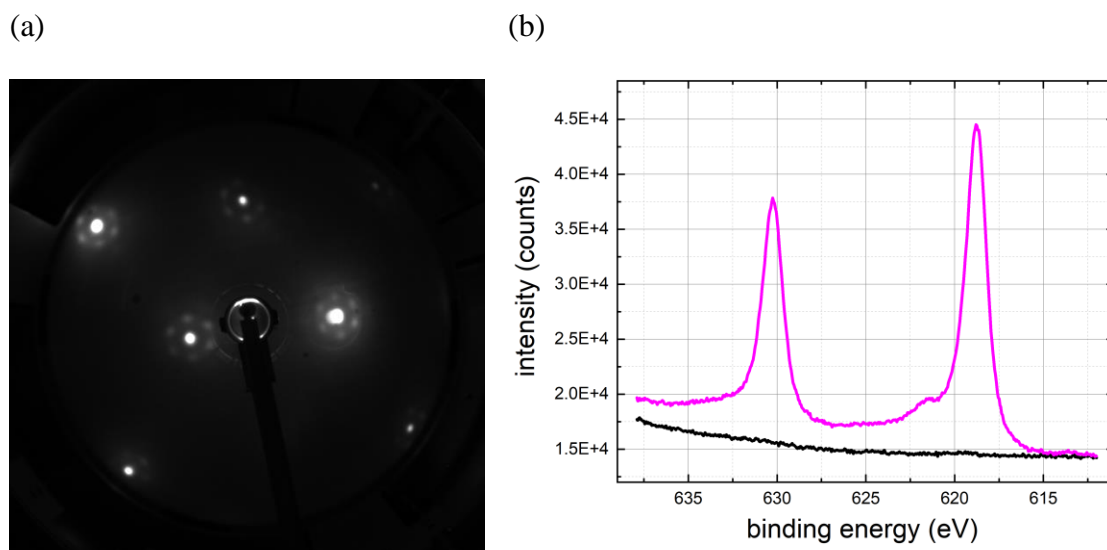 (a)
(b)
4.5E+4
4.0E+4
3.5E+4
3.0E+4
2.5E+4
2.0E+4
1.5E+4
intensity (counts)
635
630
625
620
615
binding energy (eV)